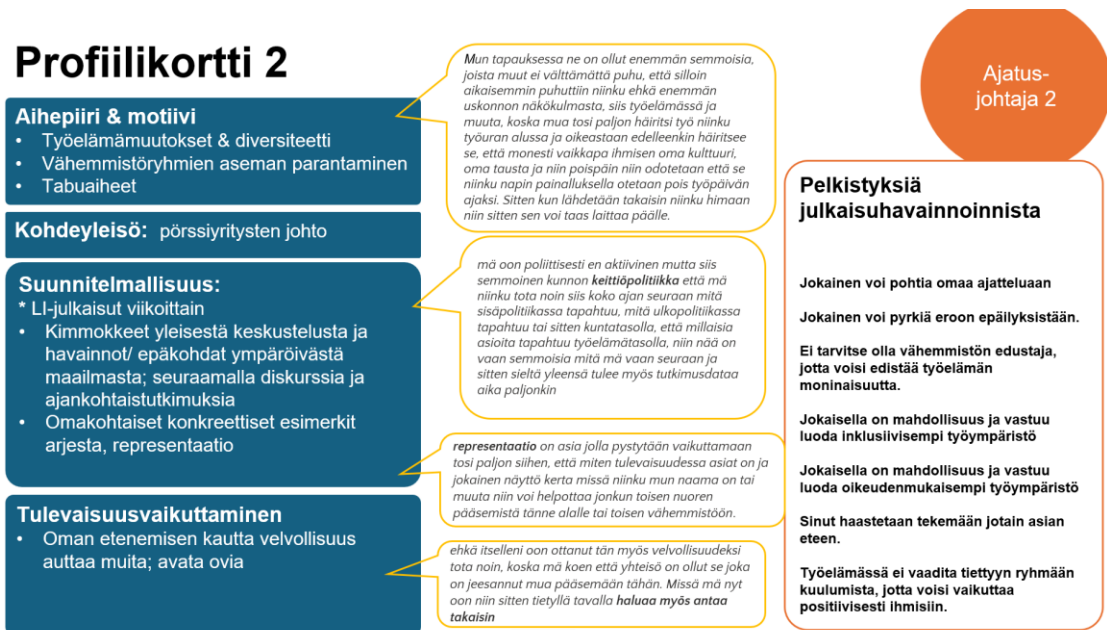 Profiilikortti 2
Aihepiiri & motiivi
• Työelämämuutokset & diversiteetti
• Vähemmistöryhmien aseman parantaminen
• Tabuaiheet
Kohdeyleisö: pörssiyritysten johto
Suunnitelmallisuus:
* LI-julkaisut viikoittain
• Kimmokkeet yleisestä keskustelusta ja
havainnot/ epäkohdat ympäröivästä
maailmasta; seuraamalla diskurssia ja
ajankohtaistutkimuksia
• Omakohtaiset konkreettiset esimerkit
arjesta, representaatio
Tulevaisuusvaikuttaminen
• Oman etenemisen kautta velvollisuus
auttaa muita; avata ovia
Mun tapauksessa ne on ollut enemmän semmoisia,
joista muut ei välttämättä puhu, että silloin
aikaisemmin puhuttiin niinku ehkä enemmän
uskonnon näkökulmasta, siis työelämässä ja
muuta, koska mua tosi paljon häiritsi työ niinku
työuran alussa ja oikeastaan edelleenkin häiritsee
se, että monesti vaikkapa ihmisen oma kulttuuri,
oma tausta ja niin poispäin niin odotetaan että se
niinku napin painalluksella otetaan pois työpäivän
ajaksi. Sitten kun lähdetään takaisin niinku himaan
niin sitten sen voi taas laittaa päälle.
mä oon poliittisesti en aktiivinen mutta siis
semmoinen kunnon keittiöpolitiikka että mä
niinku tota noin siis koko ajan seuraan mitä
sisäpolitiikassa tapahtuu, mitä ulkopolitiikassa
tapahtuu tai sitten kuntatasolla, että millaisia
asioita tapahtuu työelämätasolla, niin nää on
vaan semmoisia mitä mä vaan seuraan ja
sitten sieltä yleensä tulee myös tutkimusdataa
aika paljonkin
representaatio on asia jolla pystytään vaikuttamaan
tosi paljon siihen, että miten tulevaisuudessa asiat on ja
jokainen näyttö kerta missä niinku mun naama on tai
muuta niin voi helpottaa jonkun toisen nuoren
pääsemistä tänne alalle tai toisen vähemmistöön.
ehkä itselleni oon ottanut tän myös velvollisuudeksi
tota noin, koska mä koen että yhteisö on ollut se joka
on jeesannut mua pääsemään tähän. Missä mä nyt
oon niin sitten tietyllä tavalla haluaa myös antaa
takaisin
Ajatus-
johtaja 2
Pelkistyksiä
julkaisuhavainnoinnista
Jokainen voi pohtia omaa ajatteluaan
Jokainen voi pyrkiä eroon epäilyksistään.
Ei tarvitse olla vähemmistön edustaja,
jotta voisi edistää työelämän
moninaisuutta.
Jokaisella on mahdollisuus ja vastuu
luoda inklusiivisempi työympäristö
Jokaisella on mahdollisuus ja vastuu
luoda oikeudenmukaisempi työympäristö
Sinut haastetaan tekemään jotain asian
eteen.
Työelämässä ei vaadita tiettyyn ryhmään
kuulumista, jotta voisi vaikuttaa
positiivisesti ihmisiin.